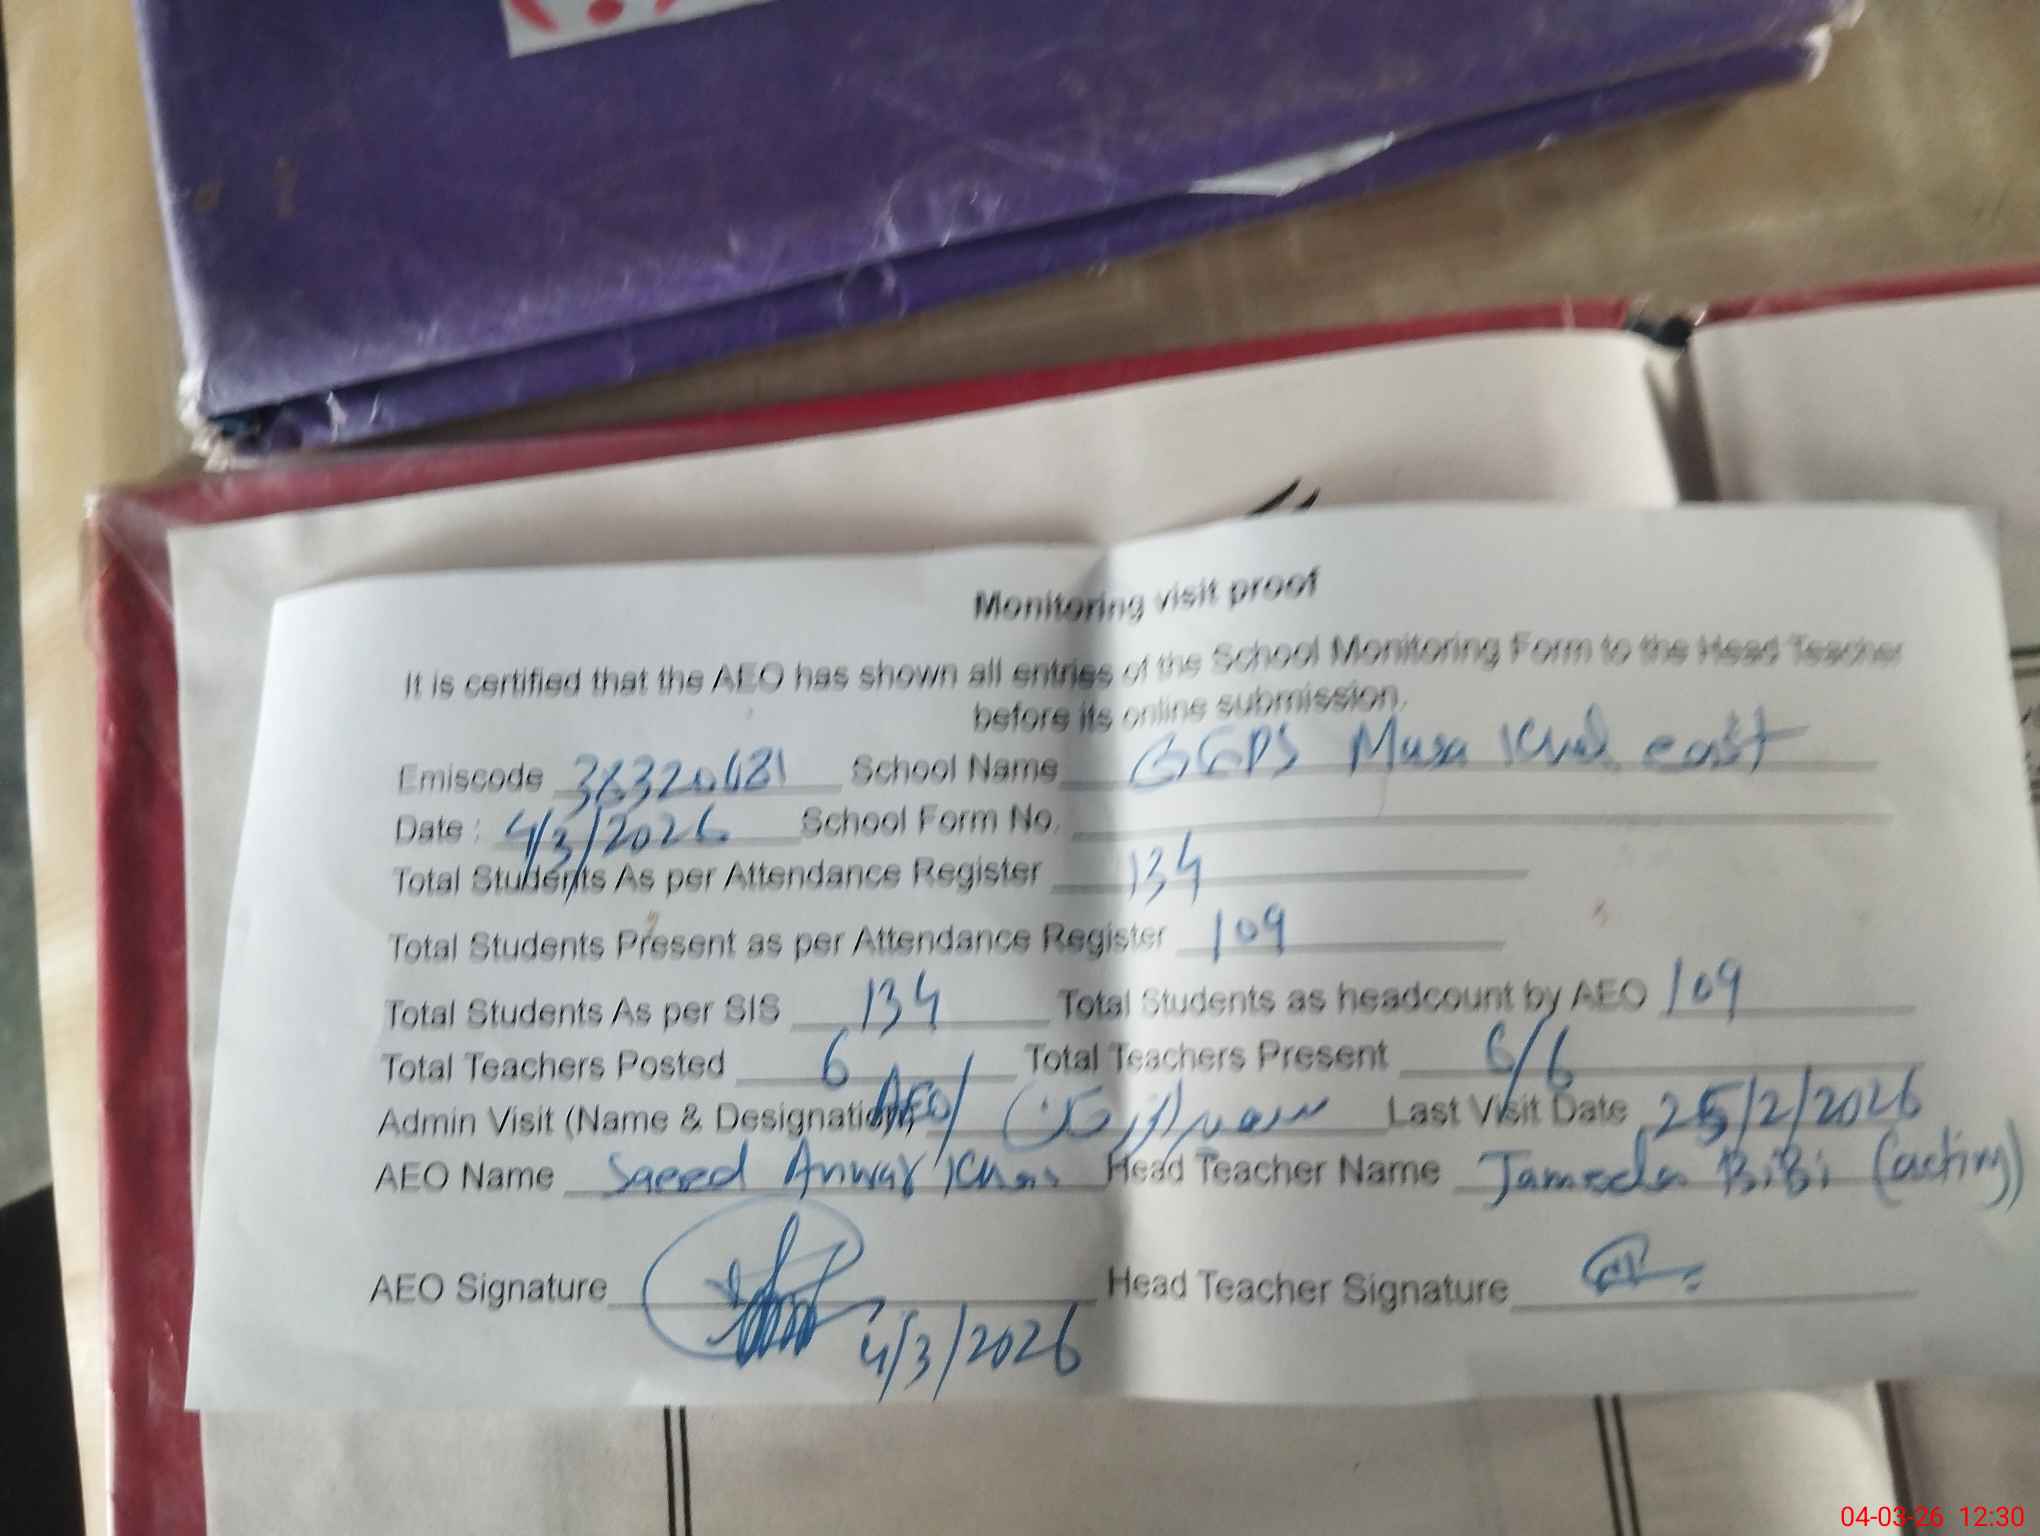 Monitoring visit proof
It is certified that the AEO has shown all entries of the School Monitoring Form to the Head Teacher
before its online submission.
Emiscode 38320681 School Name GGPS Musa Khel east
Date : 4/3/2026 School Form No.
Total Students As per Attendance Register 134
Total Students Present as per Attendance Register 109
Total Students As per SIS 134 Total Students as headcount by AEO 109
Total Teachers Posted 6 Total Teachers Present 6/6
Admin Visit (Name & Designation) AEO/ Last Visit Date 25/2/2026
AEO Name Saeed Anwar Khan Head Teacher Name Jameela BiBi (acting)
AEO Signature Head Teacher Signature
4/3/2026
04-03-26 12:30